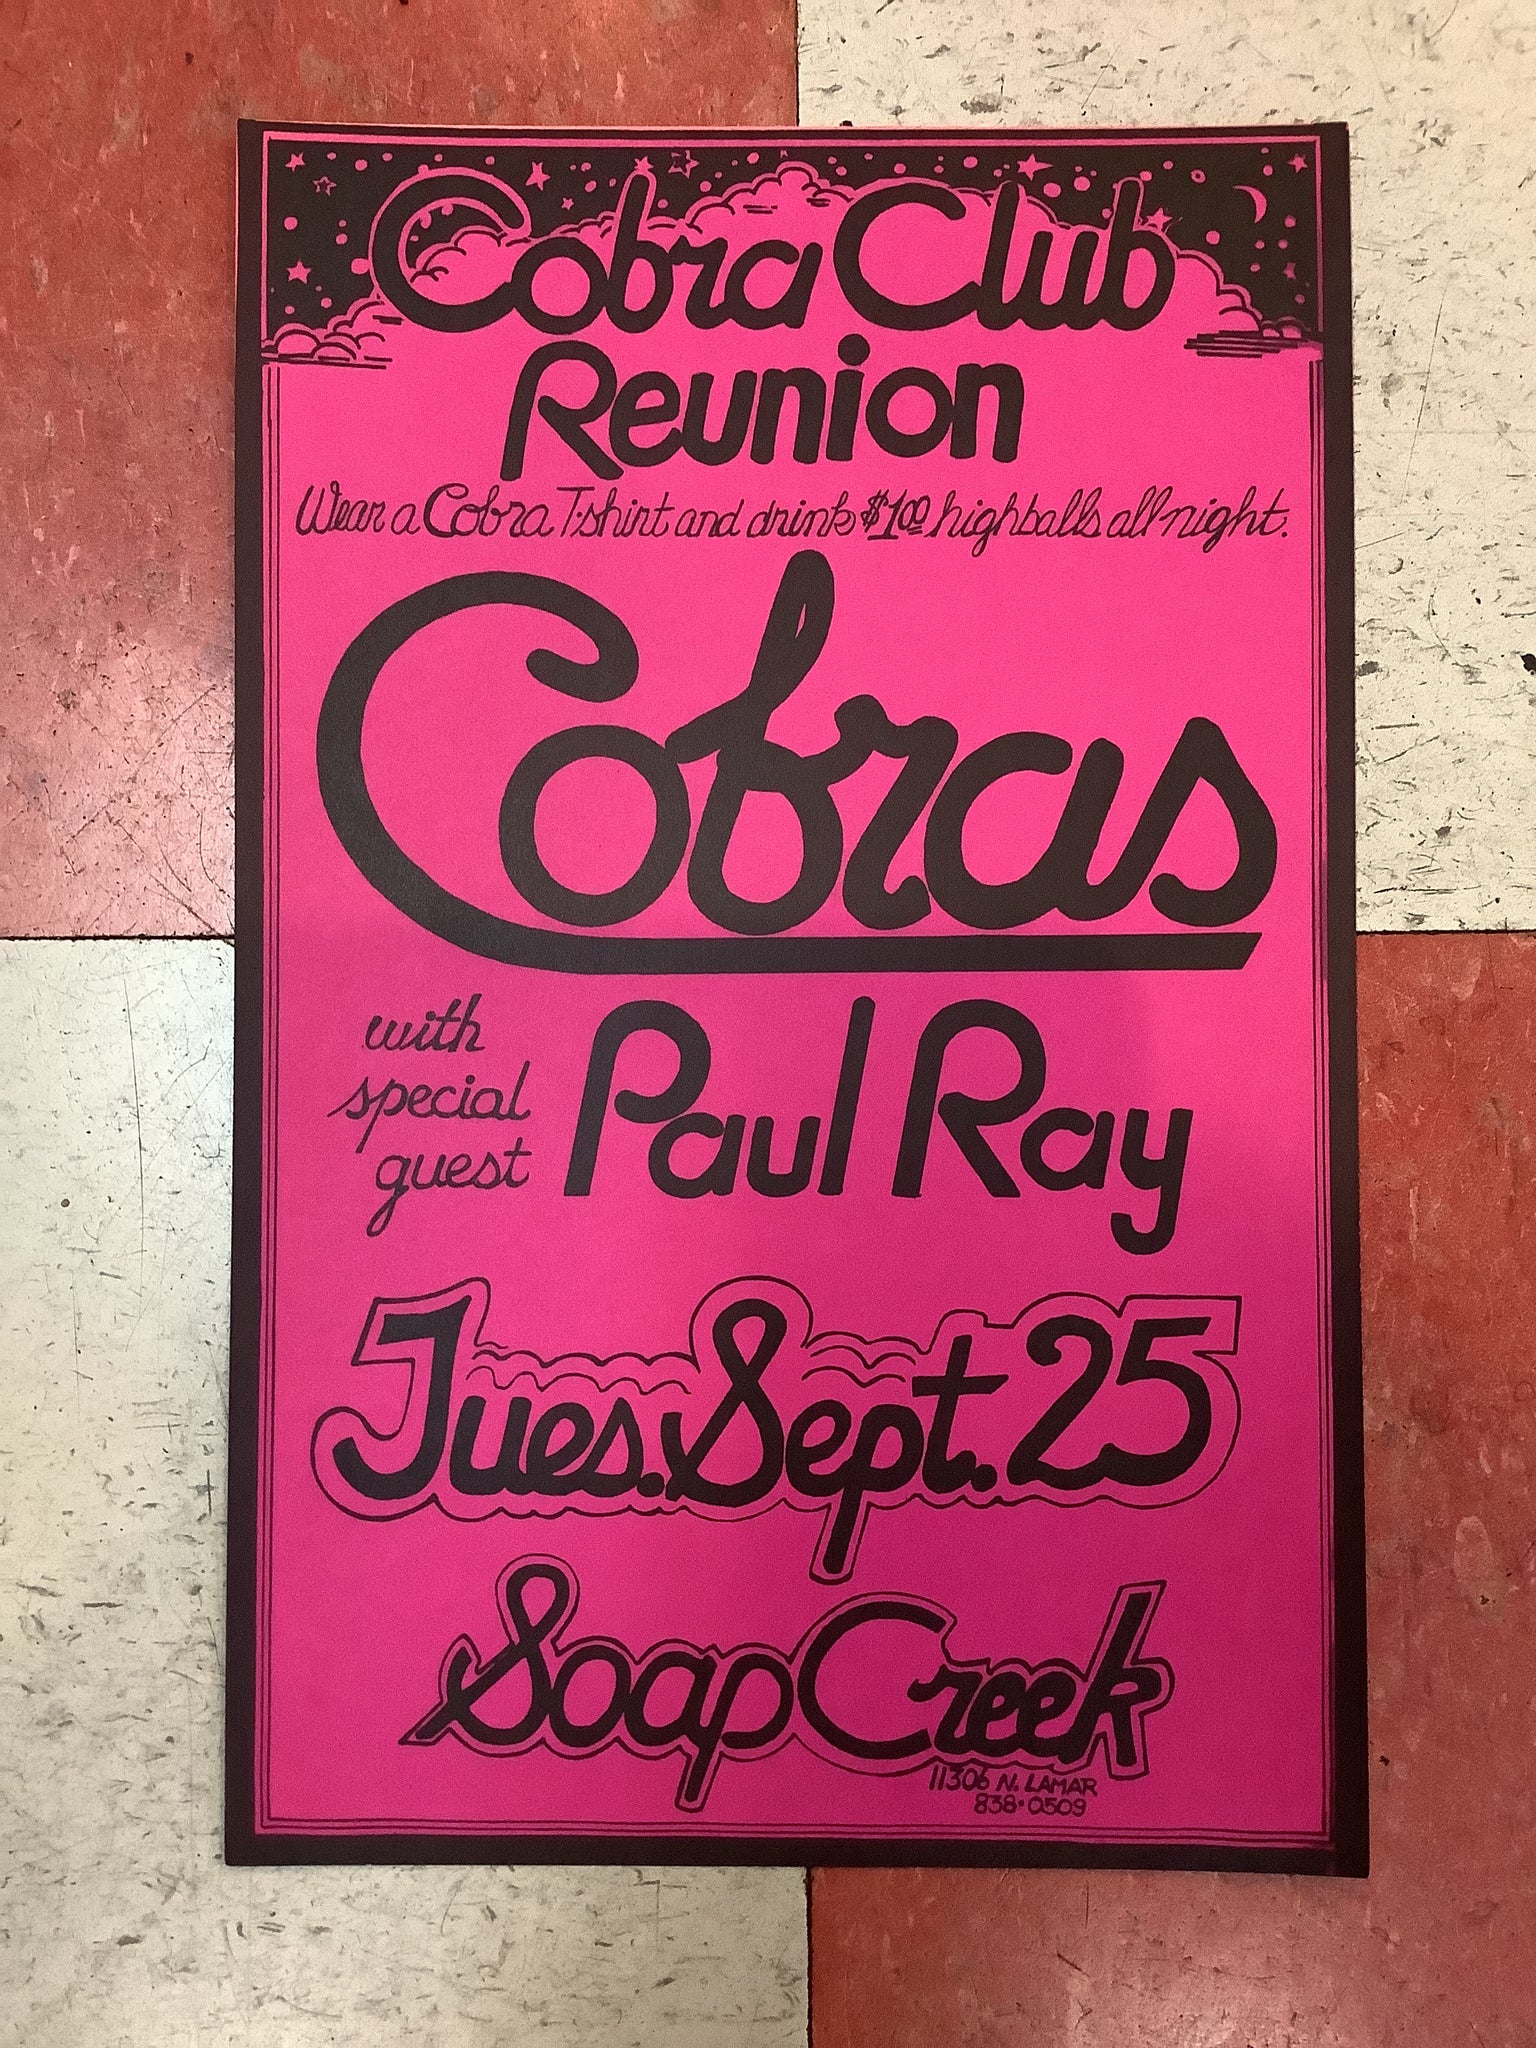 Cobra Club
Reunion
Wear a Cobra T-shirt and drink $1.00 highballs all night.
Cobras
with
special
guest
Paul Ray
Tues. Sept. 25
Soap Creek
11306 N. LAMAR
838-0509